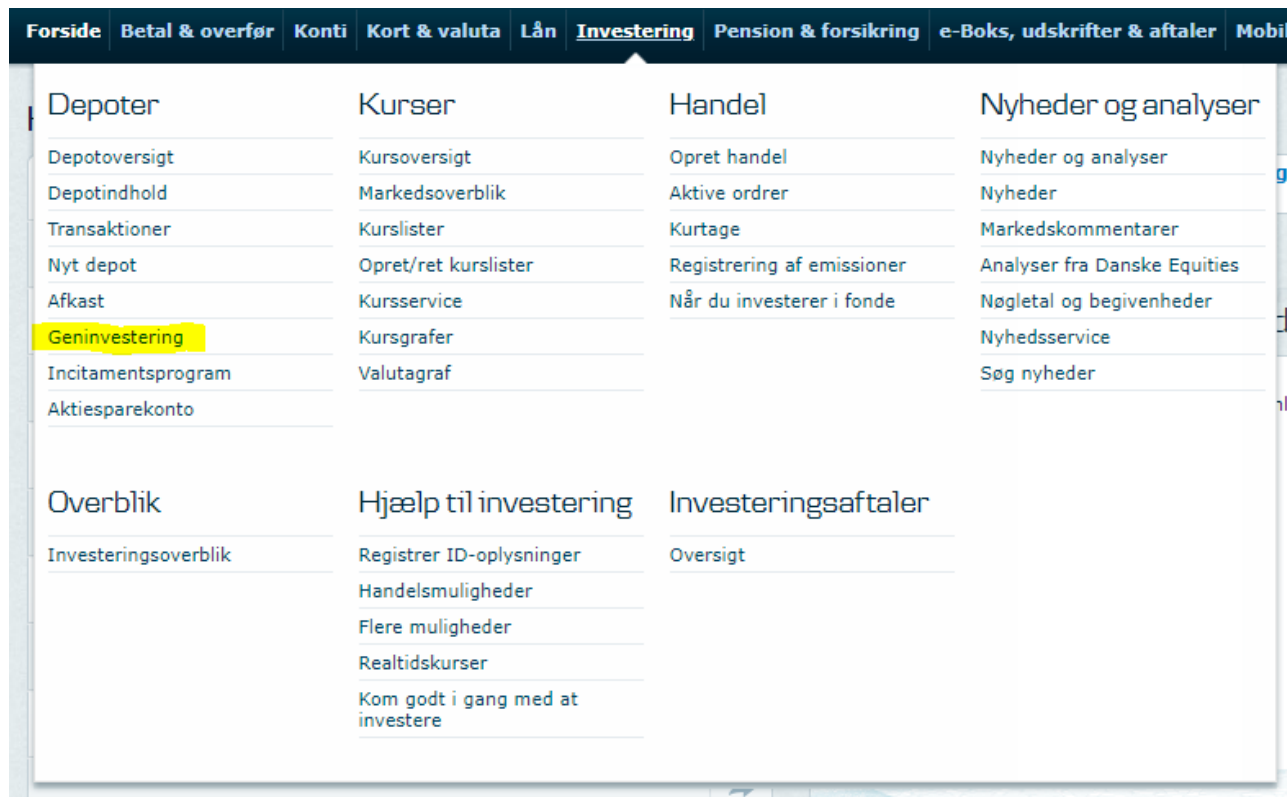 Forside Betal & overfør Konti Kort & valuta Lån Investering Pension & forsikring e-Boks, udskrifter & aftaler
Depoter
Depotoversigt
Depotindhold
Transaktioner
Nyt depot
Afkast
Geninvestering
Incitamentsprogram
Aktiesparekonto
Kurser
Kursoversigt
Markedsoverblik
Kurslister
Opret/ret kurslister
Kursservice
Kursgrafer
Valutagraf
Handel
Opret handel
Aktive ordrer
Kurtage
Registrering af emissioner
Når du investerer i fonde
Nyheder og analyser
Nyheder og analyser
Nyheder
Markedskommentarer
Analyser fra Danske Equities
Nøgletal og begivenheder
Nyhedsservice
Søg nyheder
Overblik
Investeringsoverblik
Hjælp til investering
Registrer ID-oplysninger
Handelsmuligheder
Flere muligheder
Realtidskurser
Kom godt i gang med at
investere
Investeringsaftaler
Oversigt